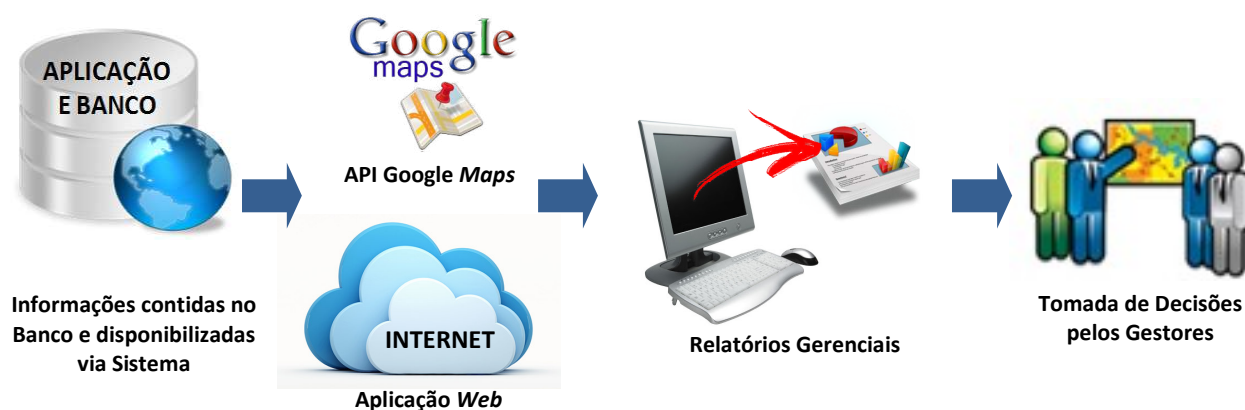 APLICAÇÃO
E BANCO
Informações contidas no
Banco e disponibilizadas
via Sistema
Google
maps
API Google Maps
INTERNET
Aplicação Web
Relatórios Gerenciais
Tomada de Decisões
pelos Gestores